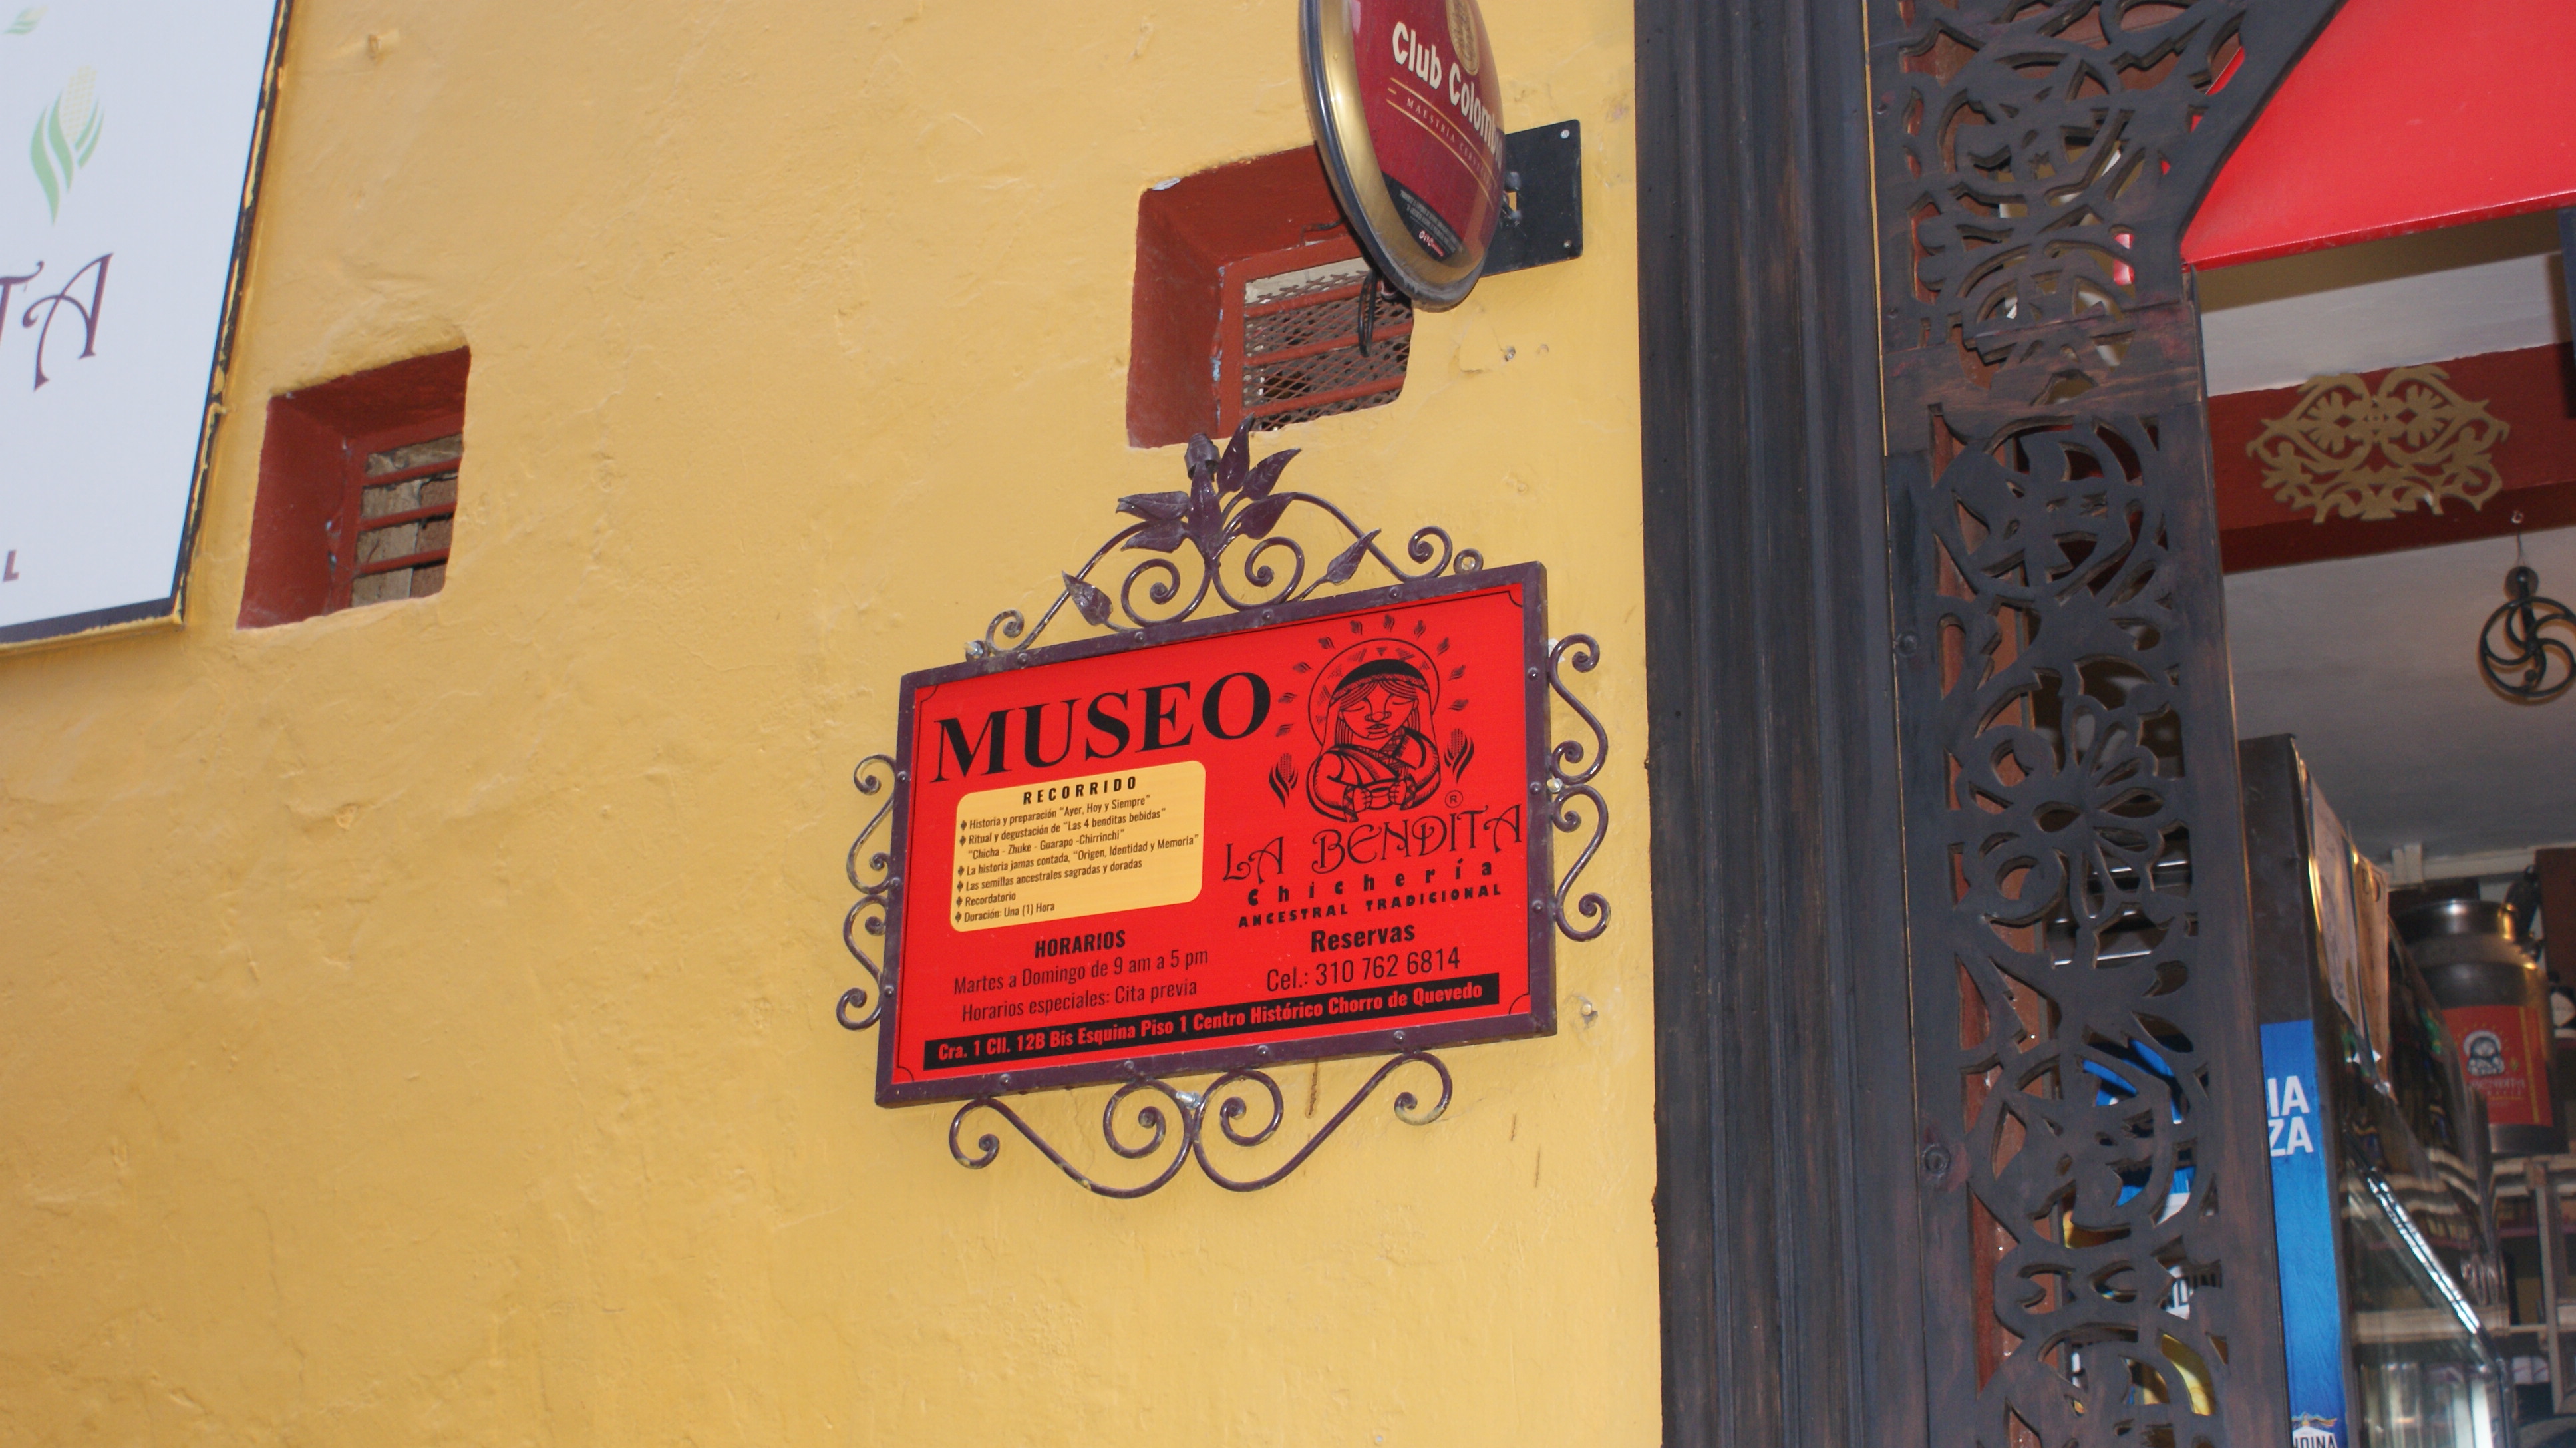 TA
L
Club Colomb
MUSEO
RECORRIDO
Historia y preparación "Ayer, Hoy y Siempre"
Ritual y degustación de "Las 4 benditas bebidas"
"Chicha - Zhuke - Guarapo -Chirrinchi"
La historia jamas contada, "Origen, Identidad y Memoria"
Las semillas ancestrales sagradas y doradas
Recordatorio
Duración: Una (1) Hora
HORARIOS
Martes a Domingo de 9 am a 5 pm
Horarios especiales: Cita previa
®
LA BENDITA
Chichería
ANCESTRAL TRADICIONAL
Reservas
Cel.: 310 762 6814
Cra. 1 Cll. 12B Bis Esquina Piso 1 Centro Histórico Chorro de Quevedo
IA
ZA